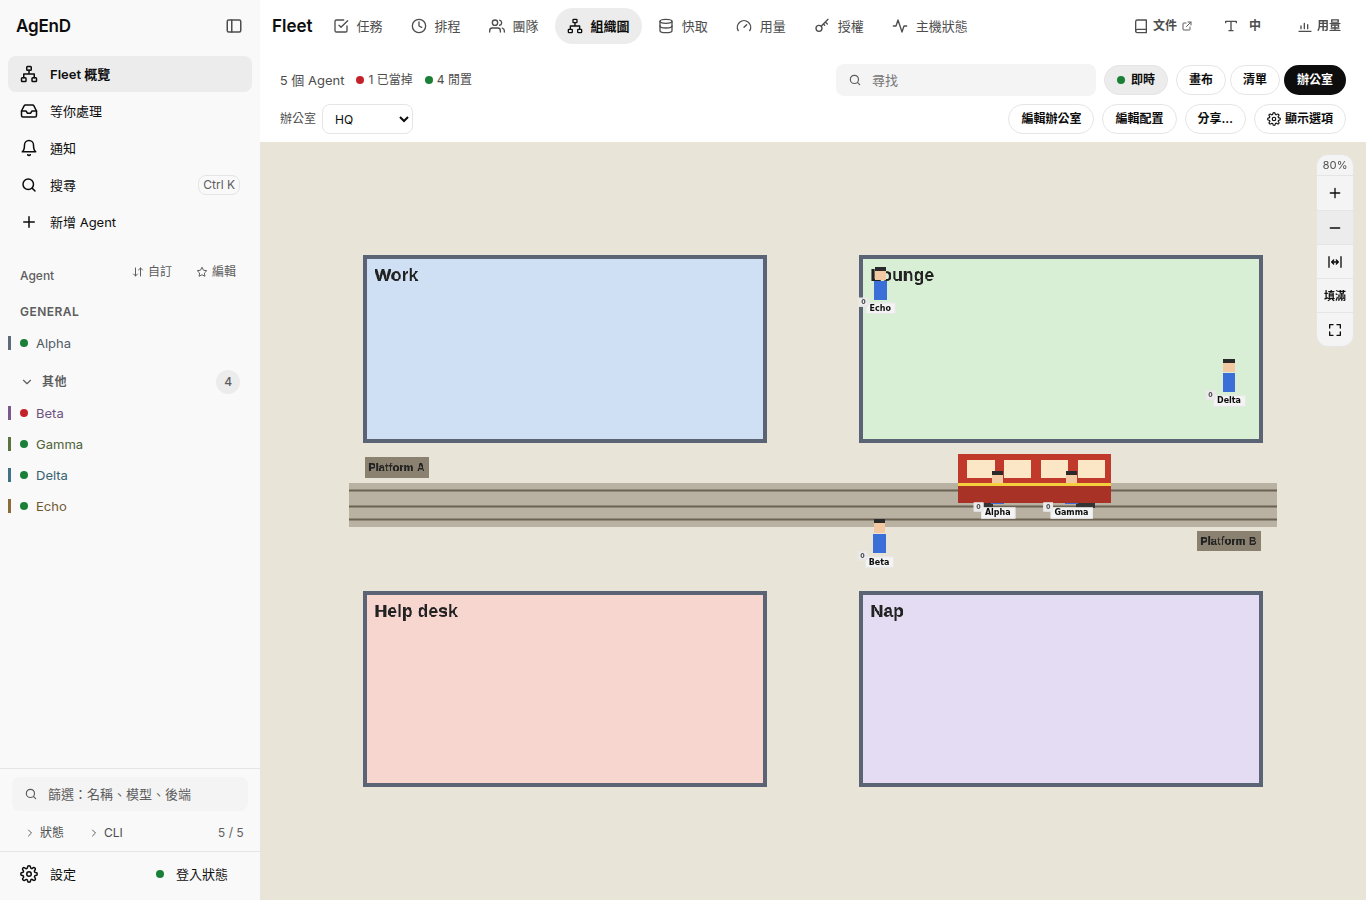 AgEnD
Fleet 概覽
等你處理
通知
搜尋 Ctrl K
新增 Agent
Agent 自訂 編輯
GENERAL
Alpha
其他 4
Beta
Gamma
Delta
Echo
篩選：名稱、模型、後端
狀態 CLI 5 / 5
設定 登入狀態
Fleet 任務 排程 團隊 組織圖 快取 用量 授權 主機狀態 文件 中 用量
5 個 Agent 1 已當掉 4 閒置 尋找 即時 畫布 清單 辦公室
辦公室 HQ 編輯辦公室 編輯配置 分享... 顯示選項
80%
填滿
Work
Lounge
0 Echo
0 Delta
Platform A
0 Alpha
0 Gamma
Platform B
0 Beta
Help desk
Nap